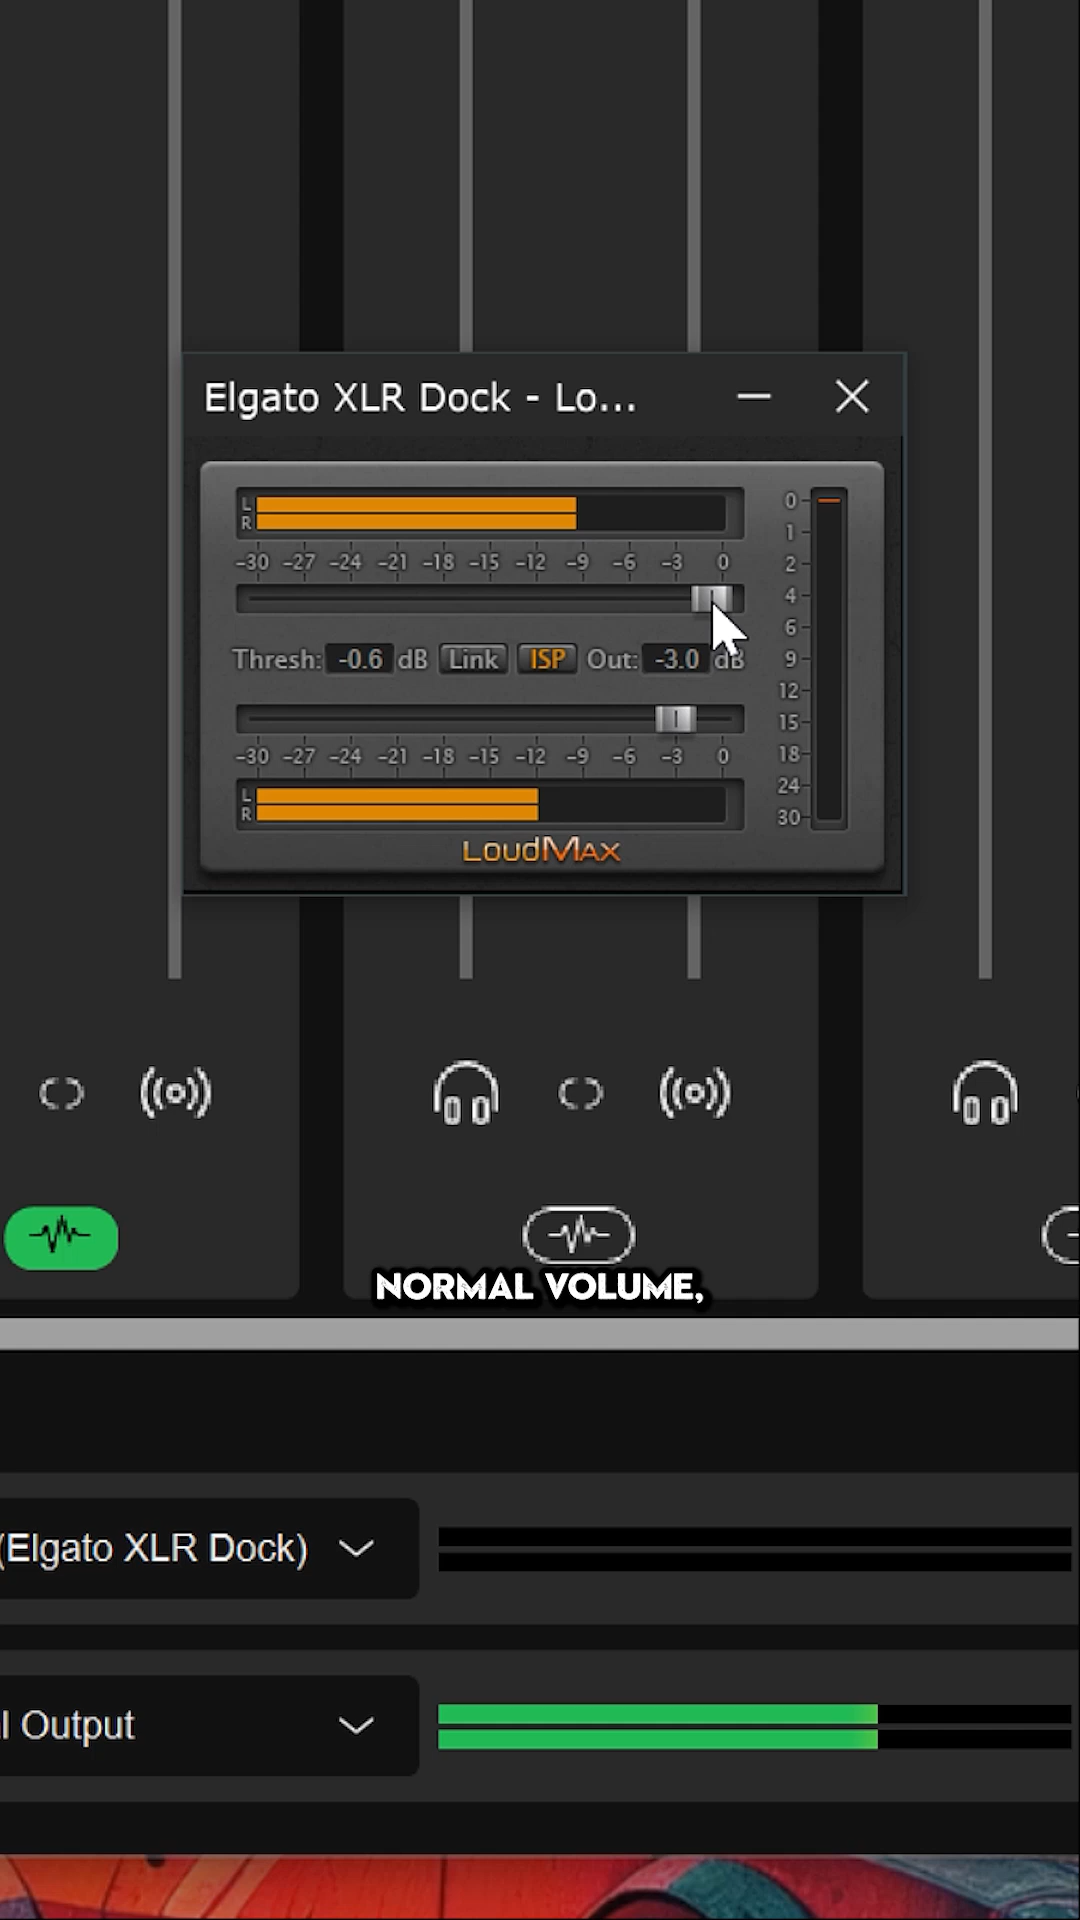 Elgato XLR Dock - Lo...
L
R
-30 -27 -24 -21 -18 -15 -12 -9 -6 -3 0
Thresh: -0.6 dB Link ISP Out: -3.0 dB
-30 -27 -24 -21 -18 -15 -12 -9 -6 -3 0
L
R
LoudMax
0
1
2
4
6
9
12
15
18
24
30
NORMAL VOLUME,
(Elgato XLR Dock)
l Output